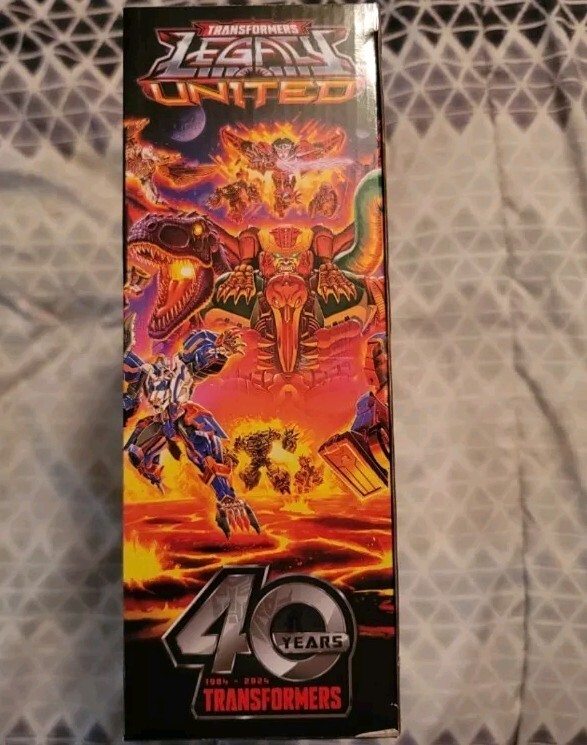 TRANSFORMERS
LEGACY
UNITED
40
YEARS
1984 - 2024
TRANSFORMERS